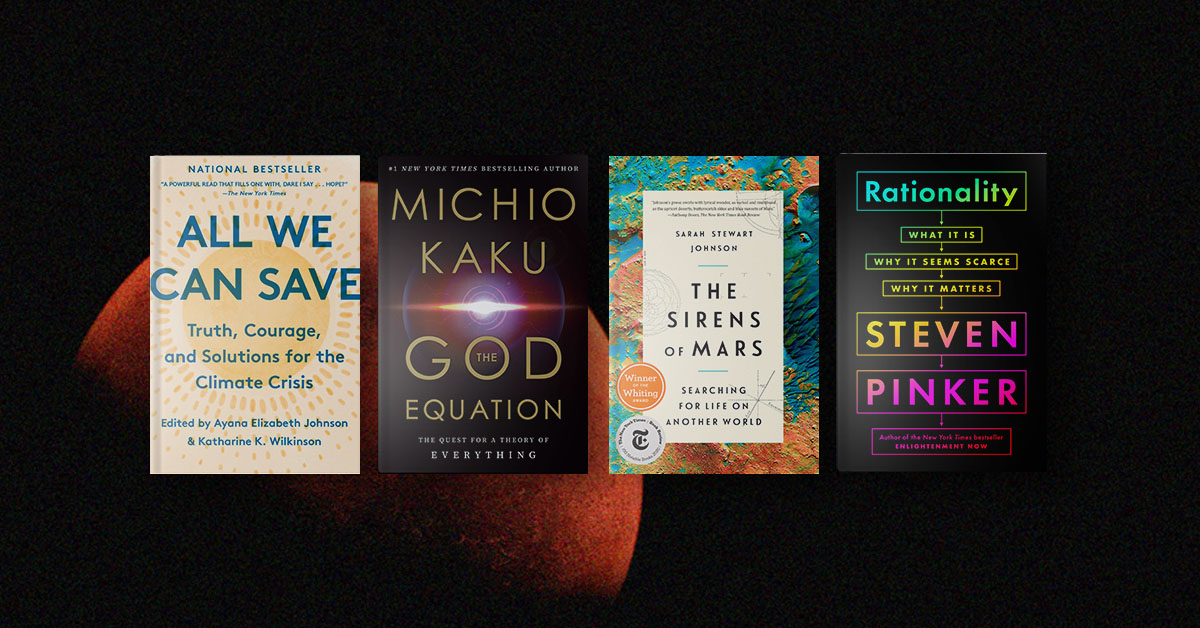 NATIONAL BESTSELLER
"A POWERFUL READ THAT FILLS ONE WITH, DARE I SAY . . . HOPE?"
—The New York Times
ALL WE
CAN SAVE
Truth, Courage,
and Solutions for the
Climate Crisis
Edited by Ayana Elizabeth Johnson
& Katharine K. Wilkinson
#1 NEW YORK TIMES BESTSELLING AUTHOR
MICHIO
KAKU
THE
GOD
EQUATION
THE QUEST FOR A THEORY OF
EVERYTHING
SARAH STEWART
JOHNSON
THE
SIRENS
OF MARS
SEARCHING
FOR LIFE ON
ANOTHER WORLD
Winner
OF THE
Whiting
AWARD
Rationality
WHAT IT IS
WHY IT SEEMS SCARCE
WHY IT MATTERS
STEVEN
PINKER
Author of the New York Times bestseller
ENLIGHTENMENT NOW